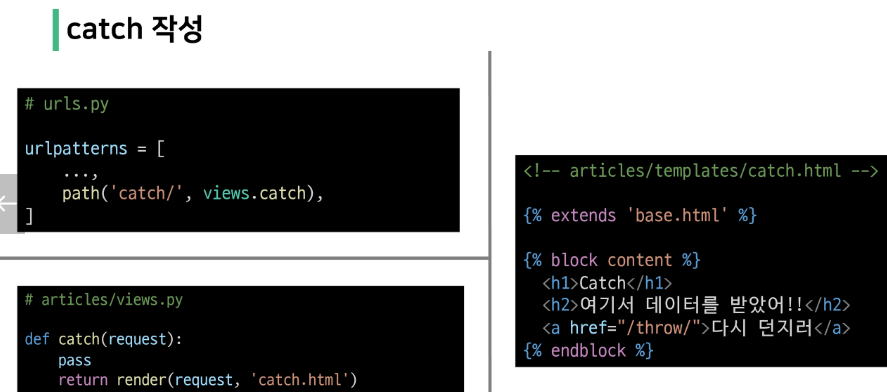 catch 작성
# urls.py
urlpatterns = [
    ...,
    path('catch/', views.catch),
]
# articles/views.py
def catch(request):
    pass
    return render(request, 'catch.html')
<!-- articles/templates/catch.html -->
{% extends 'base.html' %}
{% block content %}
  <h1>Catch</h1>
  <h2>여기서 데이터를 받았어!!</h2>
  <a href="/throw/">다시 던지러</a>
{% endblock %}